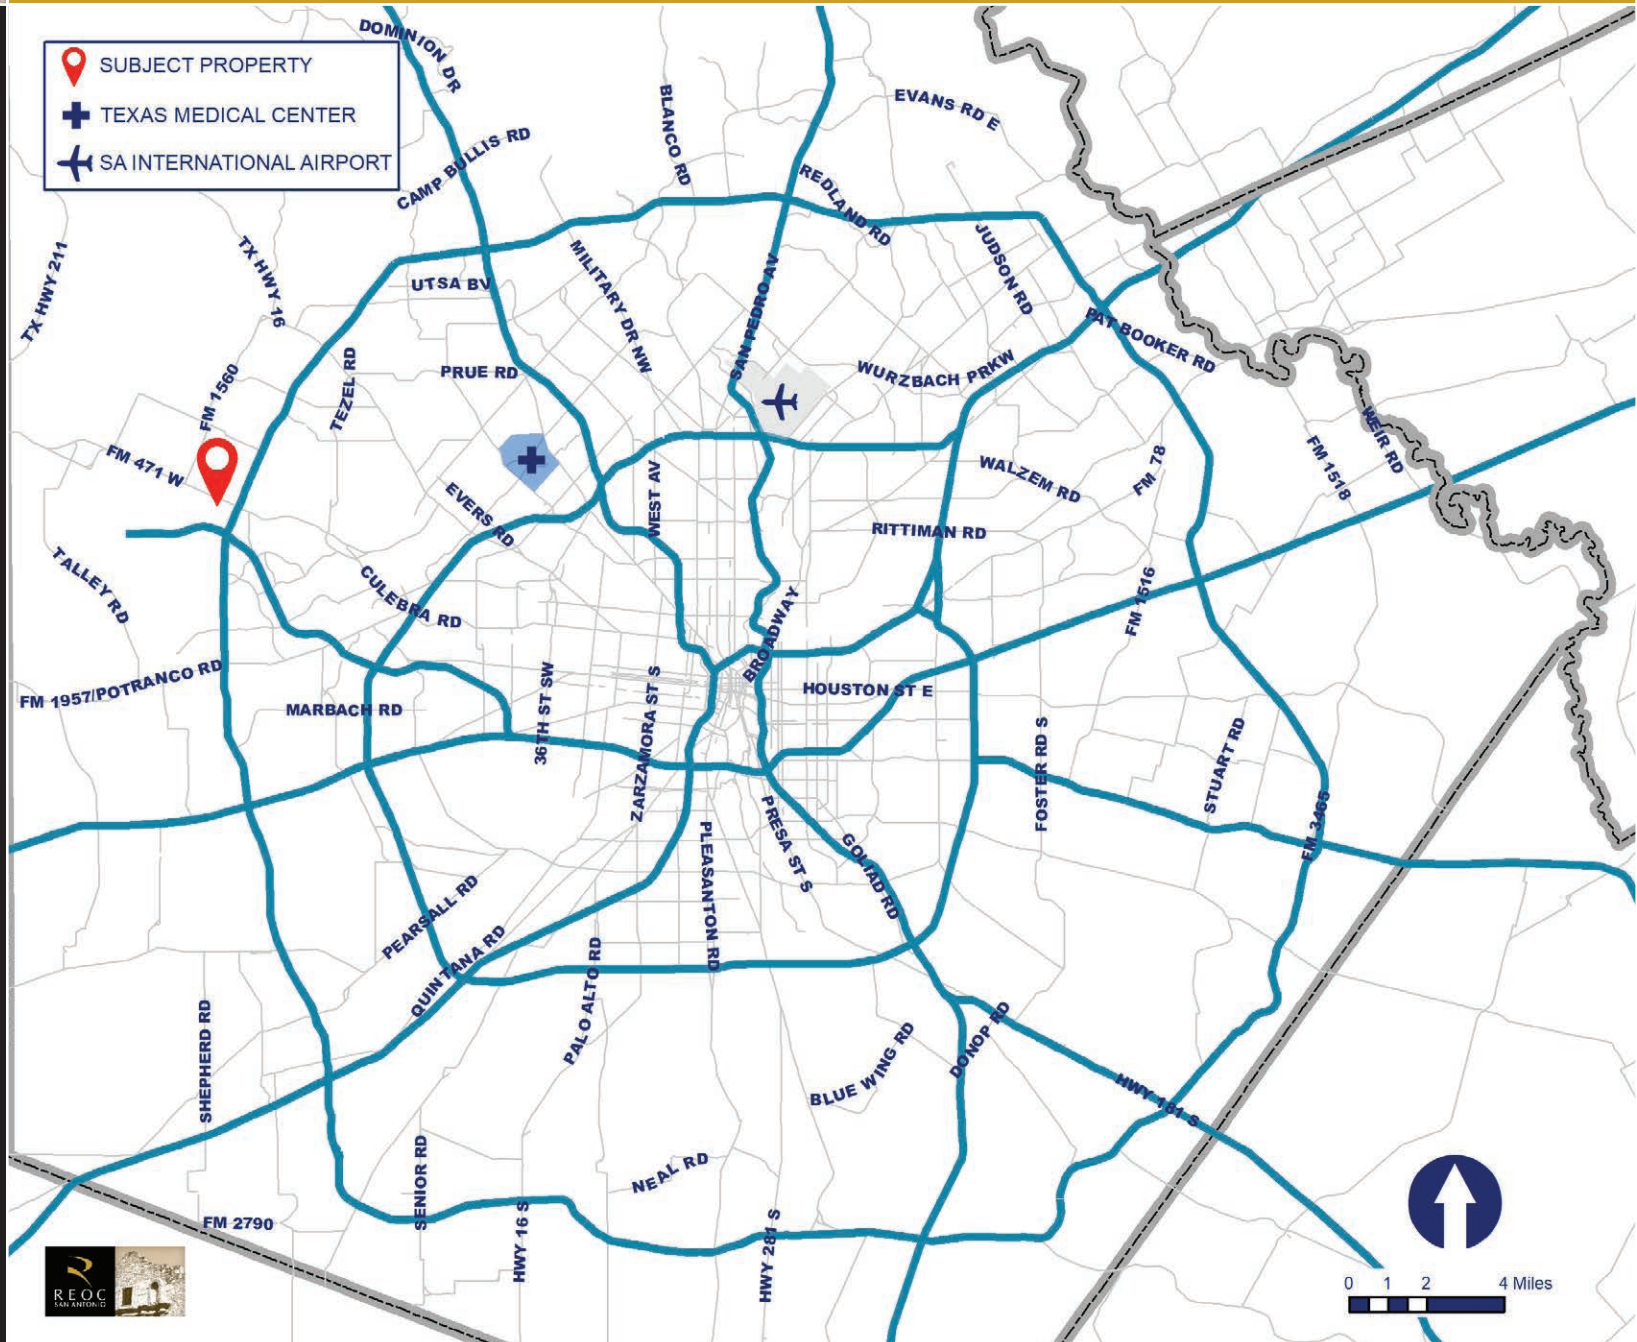 SUBJECT PROPERTY
TEXAS MEDICAL CENTER
SA INTERNATIONAL AIRPORT
DOMINION DR
CAMP BULLIS RD
BLANCO RD
EVANS RD E
REDLAND RD
TX HWY 211
TX HWY 16
UTSA BV
MILITARY DR NW
SAN PEDRO AV
JUDSON RD
PAT BOOKER RD
FM 1560
TEZEL RD
PRUE RD
WURZBACH PRKW
FM 471 W
EVERS RD
WEST AV
WALZEM RD
FM 78
FM 1518
WEIR RD
RITTIMAN RD
TALLEY RD
CULEBRA RD
BROADWAY
FM 1516
FM 1957/POTRANCO RD
MARBACH RD
36TH ST SW
ZARZAMORA ST S
HOUSTON ST E
FOSTER RD S
STUART RD
FM 3465
PRESA ST S
GOLIAD RD
PLEASANTON RD
PEARSALL RD
QUINTANA RD
PALO ALTO RD
SHEPHERD RD
BLUE WING RD
DONOP RD
HWY 181 S
SENIOR RD
NEAL RD
FM 2790
HWY 16 S
HWY 281 S
REOC
SAN ANTONIO
0 1 2 4 Miles